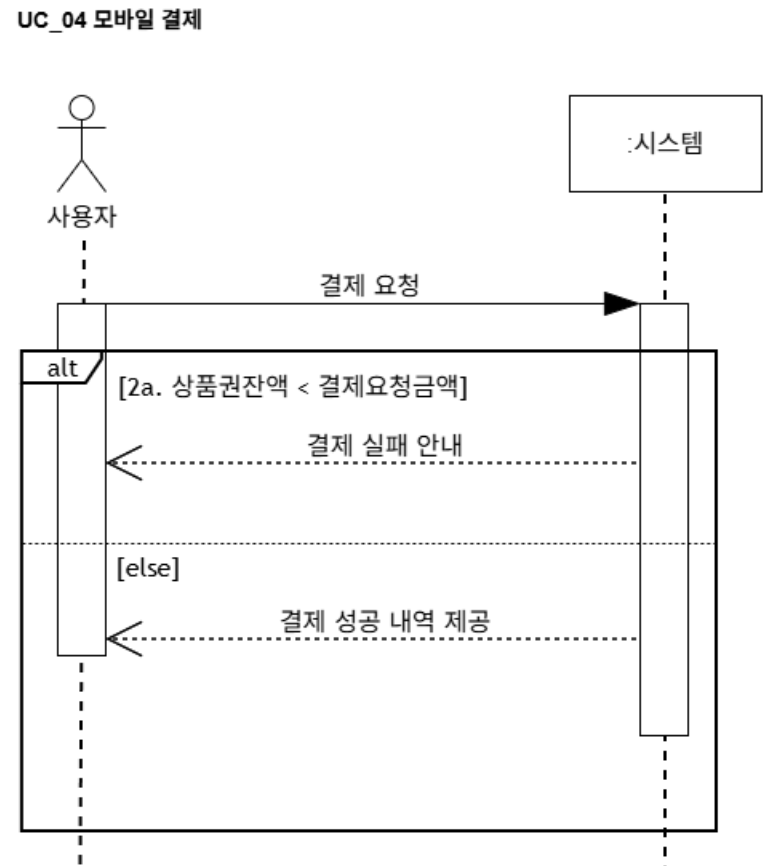 UC_04 모바일 결제
사용자
:시스템
결제 요청
alt
[2a. 상품권잔액 < 결제요청금액]
결제 실패 안내
[else]
결제 성공 내역 제공